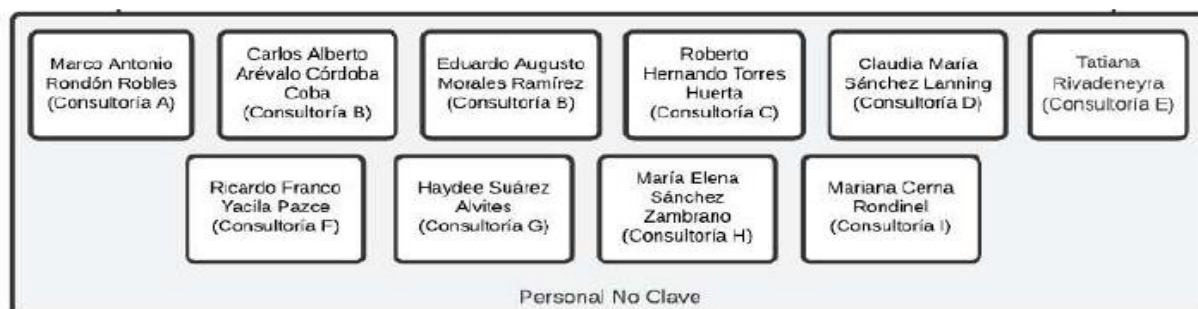 Marco Antonio
Rondón Robles
(Consultoría A)
Carlos Alberto
Arévalo Córdoba
Coba
(Consultoría B)
Eduardo Augusto
Morales Ramírez
(Consultoría B)
Roberto
Hernando Torres
Huerta
(Consultoría C)
Claudia María
Sánchez Lanning
(Consultoría D)
Tatiana
Rivadeneyra
(Consultoría E)
Ricardo Franco
Yacila Pazce
(Consultoría F)
Haydee Suárez
Alvites
(Consultoría G)
María Elena
Sánchez
Zambrano
(Consultoría H)
Mariana Cerna
Rondinel
(Consultoría I)
Personal No Clave